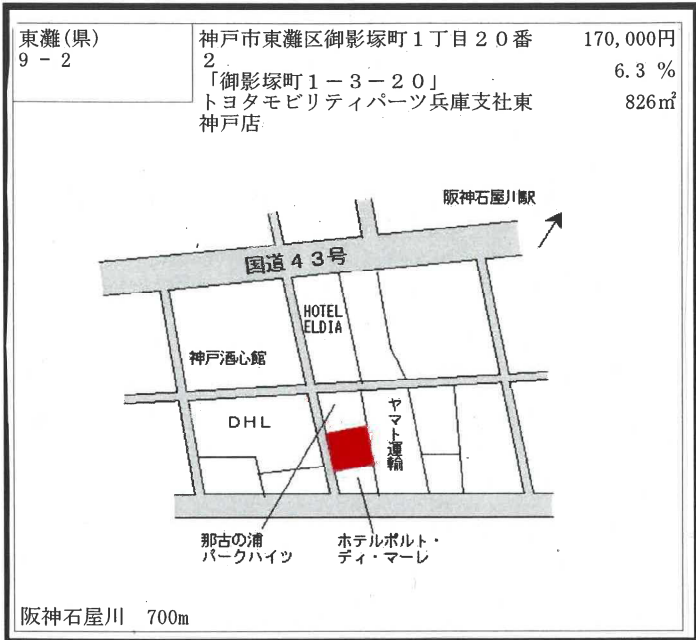 東灘(県)
9 － 2
神戸市東灘区御影塚町１丁目２０番
２
「御影塚町１－３－２０」
トヨタモビリティパーツ兵庫支社東
神戸店
170,000円
6.3 %
826㎡
阪神石屋川駅
国道４３号
HOTEL
ELDIA
神戸酒心館
DHL
ヤマト運輸
那古の浦
パークハイツ
ホテルポルト・
ディ・マーレ
阪神石屋川　700m